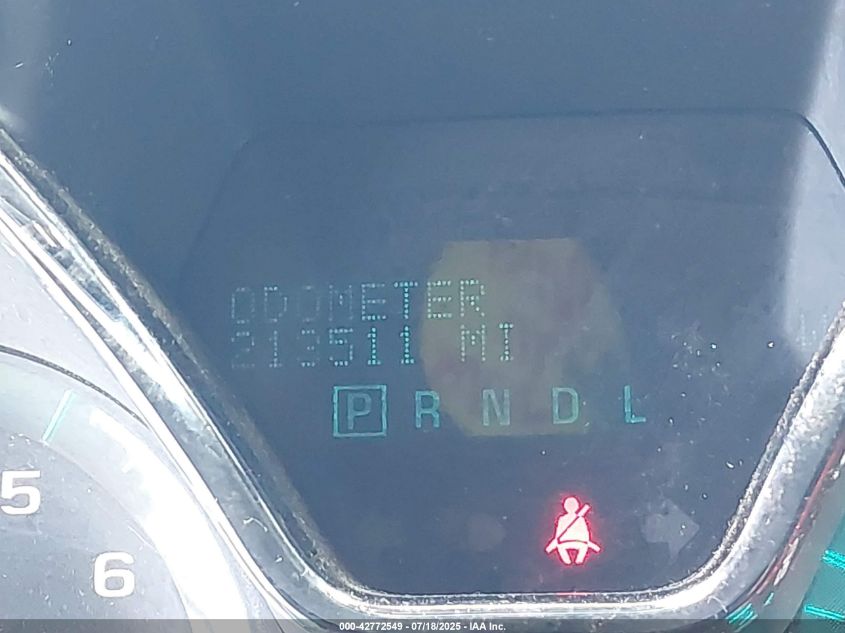 ODOMETER
213511 MI
P R N D L
5
6
000-42772549 - 07/18/2025 - IAA Inc.